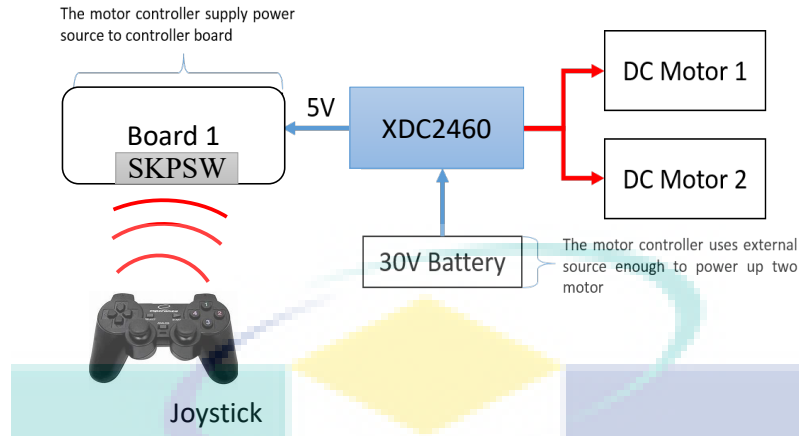 The motor controller supply power
source to controller board
5V
Board 1
SKPSW
XDC2460
DC Motor 1
DC Motor 2
30V Battery
The motor controller uses external
source enough to power up two
motor
Joystick